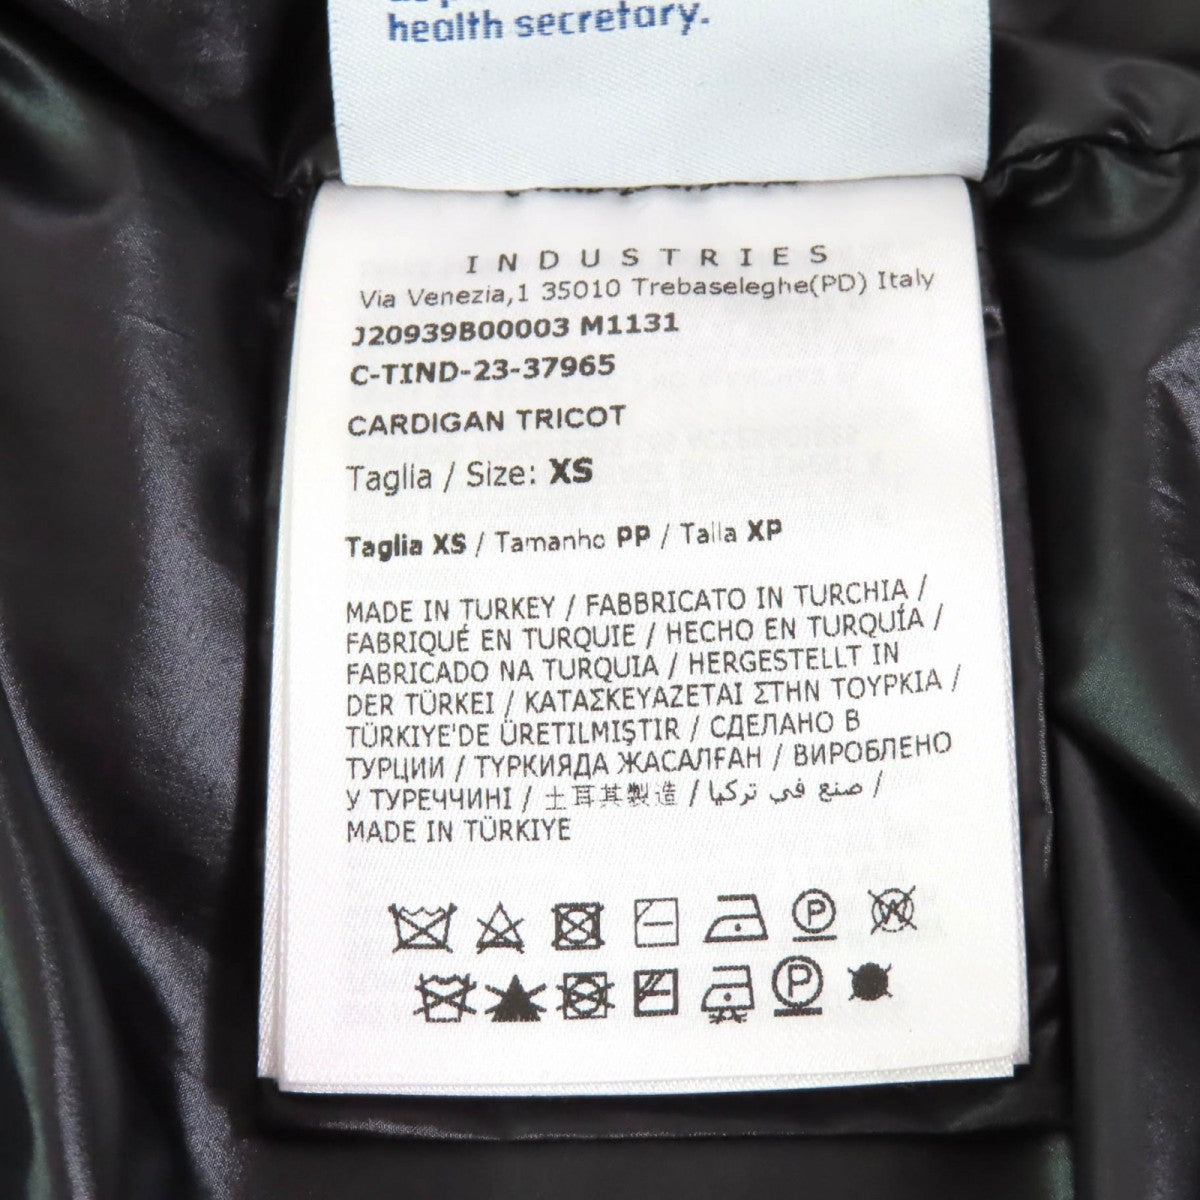 health secretary.
INDUSTRIES
Via Venezia,1 35010 Trebaseleghe(PD) Italy
J20939B00003 M1131
C-TIND-23-37965
CARDIGAN TRICOT
Taglia / Size: XS
Taglia XS / Tamanho PP / Talla XP
MADE IN TURKEY / FABBRICATO IN TURCHIA /
FABRIQUÉ EN TURQUIE / HECHO EN TURQUÍA /
FABRICADO NA TURQUIA / HERGESTELLT IN
DER TÜRKEI / ΚΑΤΑΣΚΕΥΑΖΕΤΑΙ ΣΤΗΝ ΤΟΥΡΚΙΑ /
TÜRKIYE'DE ÜRETILMIŞTIR / СДЕЛАНО В
ТУРЦИИ / ТҮРКИЯДА ЖАСАЛҒАН / ВИРОБЛЕНО
У ТУРЕЧЧИНІ / 土耳其製造 / صنع في تركيا /
MADE IN TÜRKIYE
P W
P